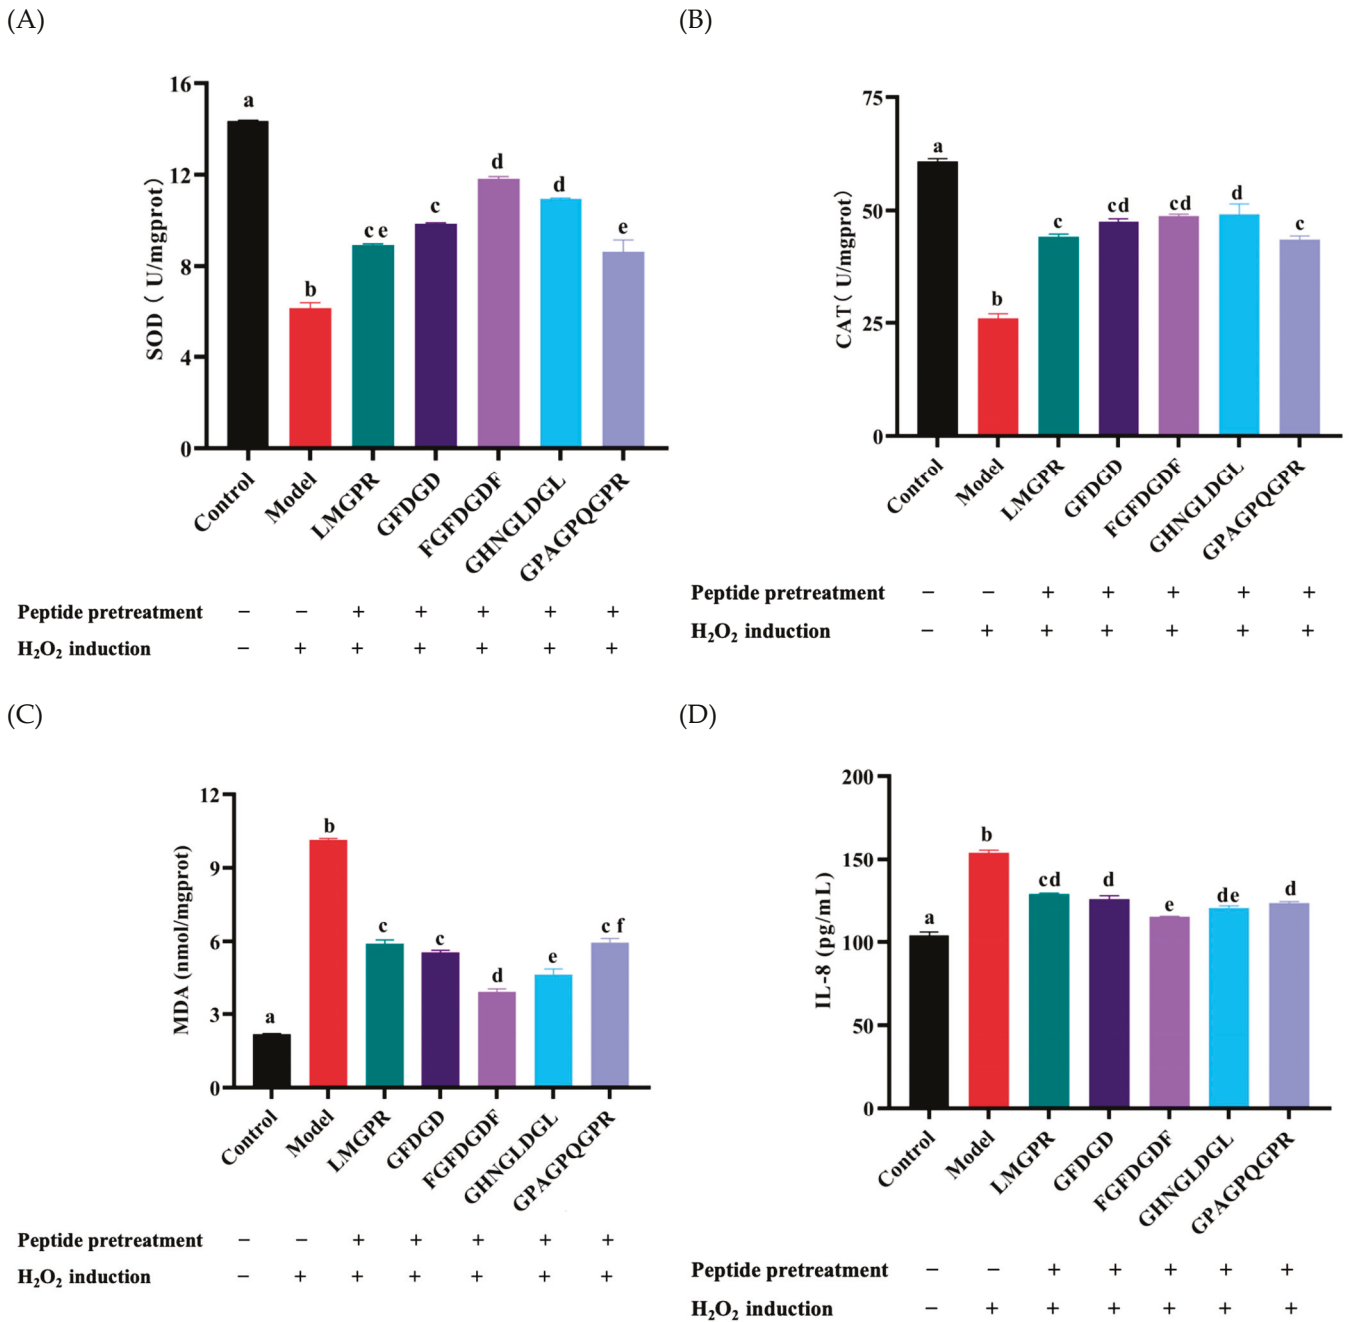 (A)
SOD ( U/mgprot)
16
12
8
4
0
a
b
c e
c
d
d
e
Control
Model
LMGPR
GFDGD
FGFDGDF
GHNGLDGL
GPAGPQGPR
Peptide pretreatment − − + + + + +
H₂O₂ induction − + + + + + +
(B)
CAT( U/mgprot)
75
50
25
0
a
b
c
cd
cd
d
c
Control
Model
LMGPR
GFDGD
FGFDGDF
GHNGLDGL
GPAGPQGPR
Peptide pretreatment − − + + + + +
H₂O₂ induction − + + + + + +
(C)
MDA (nmol/mgprot)
12
9
6
3
0
a
b
c
c
d
e
c f
Control
Model
LMGPR
GFDGD
FGFDGDF
GHNGLDGL
GPAGPQGPR
Peptide pretreatment − − + + + + +
H₂O₂ induction − + + + + + +
(D)
IL-8 (pg/mL)
200
150
100
50
0
a
b
cd
d
e
de
d
Control
Model
LMGPR
GFDGD
FGFDGDF
GHNGLDGL
GPAGPQGPR
Peptide pretreatment − − + + + + +
H₂O₂ induction − + + + + + +